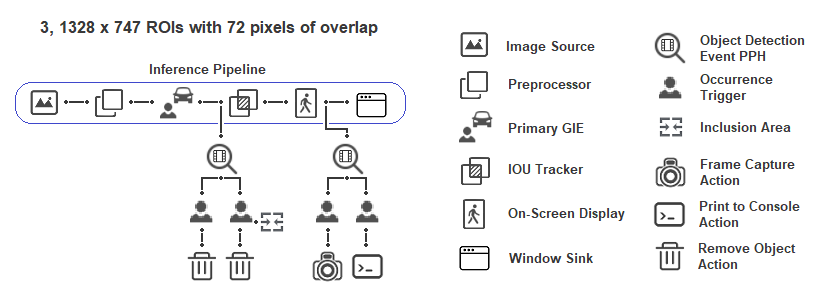 3, 1328 x 747 ROIs with 72 pixels of overlap
Inference Pipeline
Image Source
Preprocessor
Primary GIE
IOU Tracker
On-Screen Display
Window Sink
Object Detection
Event PPH
Occurrence
Trigger
Inclusion Area
Frame Capture
Action
Print to Console
Action
Remove Object
Action